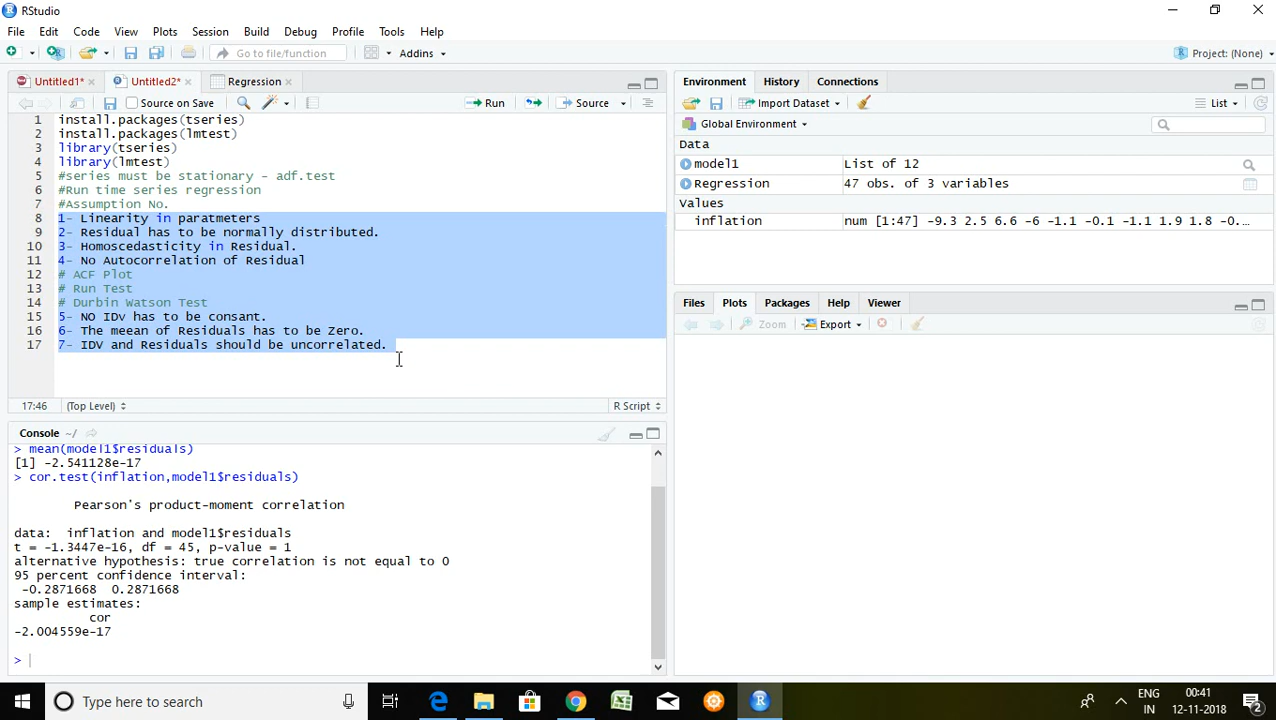 RStudio
File Edit Code View Plots Session Build Debug Profile Tools Help
Go to file/function Addins Project: (None)
Untitled1* Untitled2* Regression
Source on Save Run Source
1 install.packages(tseries)
2 install.packages(lmtest)
3 library(tseries)
4 library(lmtest)
5 #series must be stationary - adf.test
6 #Run time series regression
7 #Assumption No.
8 1- Linearity in paratmeters
9 2- Residual has to be normally distributed.
10 3- Homoscedasticity in Residual.
11 4- No Autocorrelation of Residual
12 # ACF Plot
13 # Run Test
14 # Durbin Watson Test
15 5- NO IDv has to be consant.
16 6- The meean of Residuals has to be Zero.
17 7- IDV and Residuals should be uncorrelated.
17:46 (Top Level) R Script
Console ~/
> mean(model1$residuals)
[1] -2.541128e-17
> cor.test(inflation,model1$residuals)
Pearson's product-moment correlation
data: inflation and model1$residuals
t = -1.3447e-16, df = 45, p-value = 1
alternative hypothesis: true correlation is not equal to 0
95 percent confidence interval:
-0.2871668 0.2871668
sample estimates:
cor
-2.004559e-17
>
Environment History Connections
Import Dataset List
Global Environment
Data
model1 List of 12
Regression 47 obs. of 3 variables
Values
inflation num [1:47] -9.3 2.5 6.6 -6 -1.1 -0.1 -1.1 1.9 1.8 -0.…
Files Plots Packages Help Viewer
Zoom Export
Type here to search
ENG
IN
00:41
12-11-2018
2